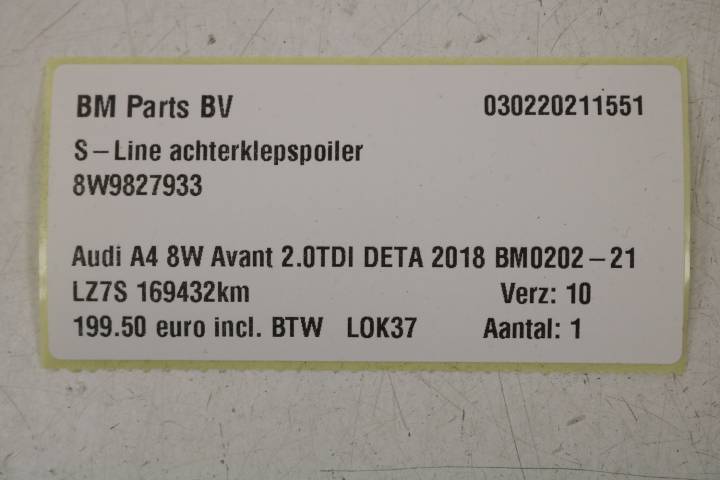 BM Parts BV 030220211551
S-Line achterklepspoiler
8W9827933
Audi A4 8W Avant 2.0TDI DETA 2018 BM0202-21
LZ7S 169432km Verz: 10
199.50 euro incl. BTW LOK37 Aantal: 1